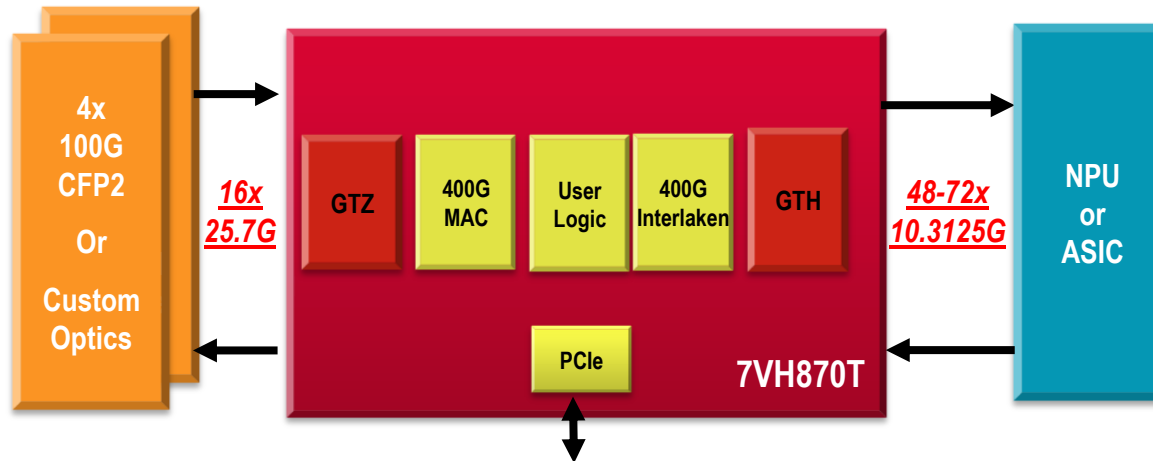 4x
100G
CFP2
Or
Custom
Optics
16x
25.7G
GTZ
400G
MAC
User
Logic
400G
Interlaken
GTH
PCIe
7VH870T
48-72x
10.3125G
NPU
or
ASIC